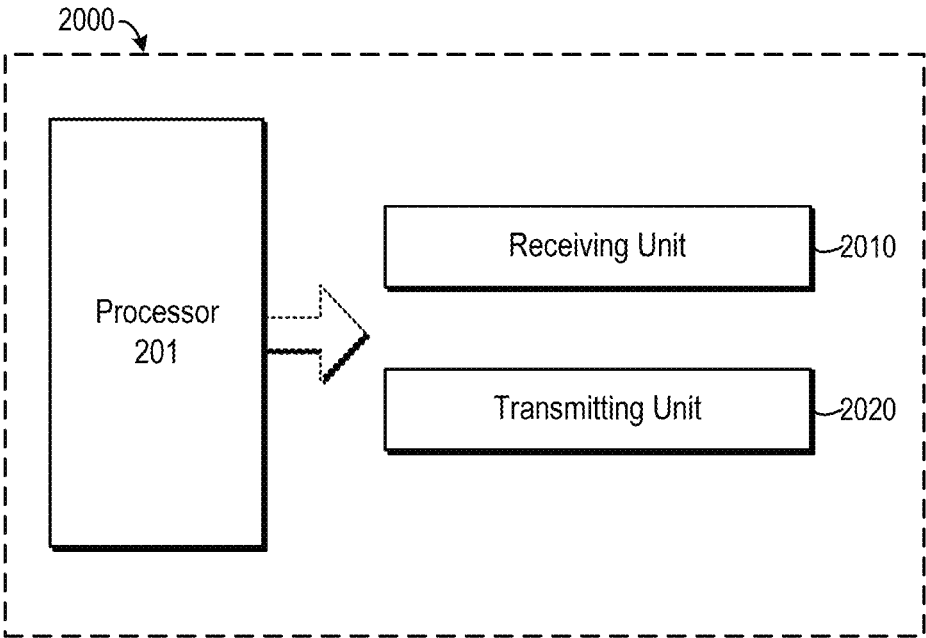 2000
Processor
201
Receiving Unit
2010
Transmitting Unit
2020